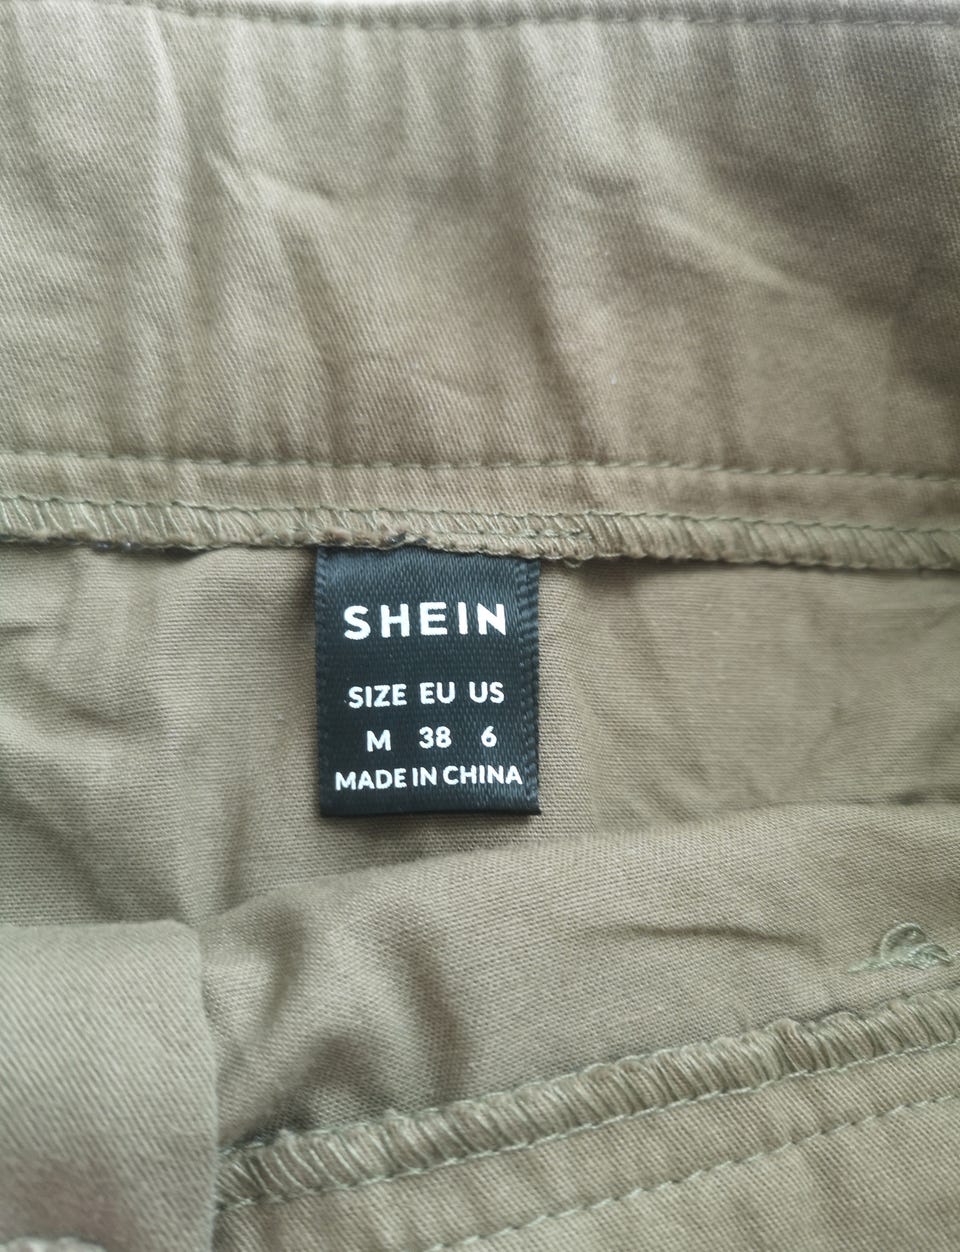 SHEIN
SIZE EU US
M 38 6
MADE IN CHINA